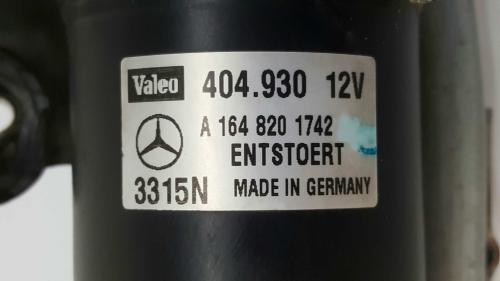 Valeo 404.930 12V
A 164 820 1742
ENTSTOERT
3315N MADE IN GERMANY